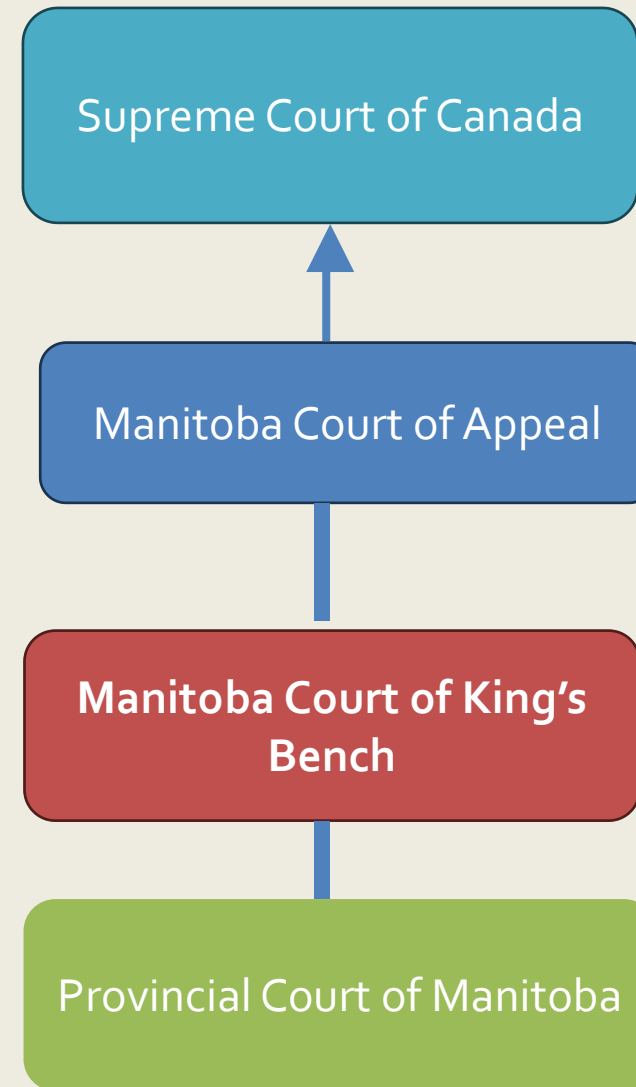 Supreme Court of Canada
Manitoba Court of Appeal
Manitoba Court of King’s
Bench
Provincial Court of Manitoba